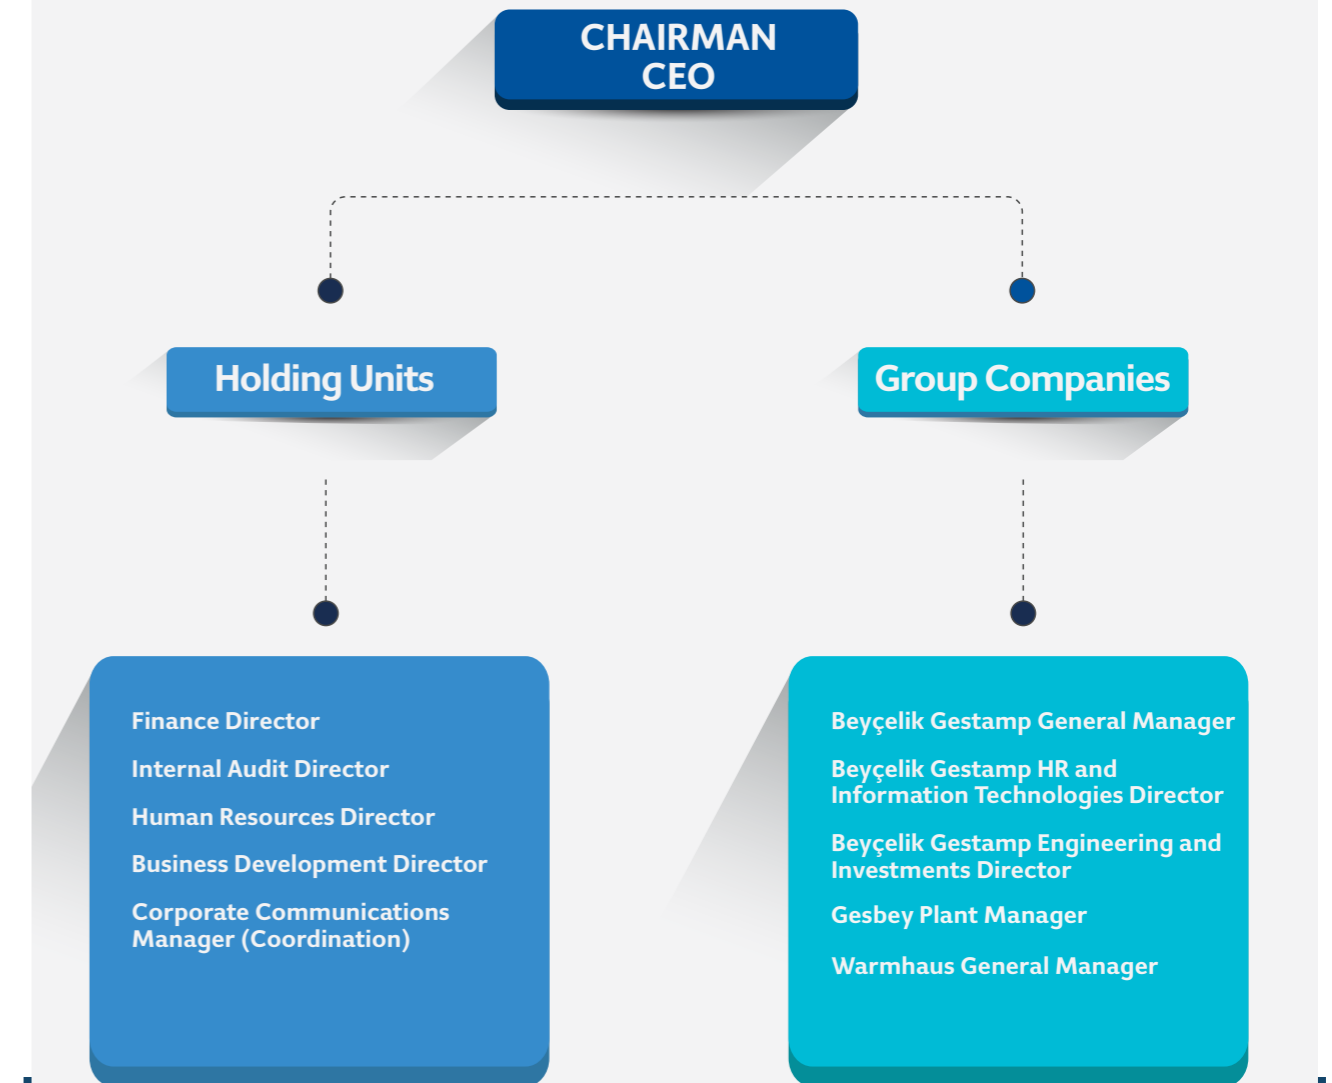 CHAIRMAN
CEO
Holding Units
Group Companies
Finance Director
Internal Audit Director
Human Resources Director
Business Development Director
Corporate Communications
Manager (Coordination)
Beyçelik Gestamp General Manager
Beyçelik Gestamp HR and
Information Technologies Director
Beyçelik Gestamp Engineering and
Investments Director
Gesbey Plant Manager
Warmhaus General Manager